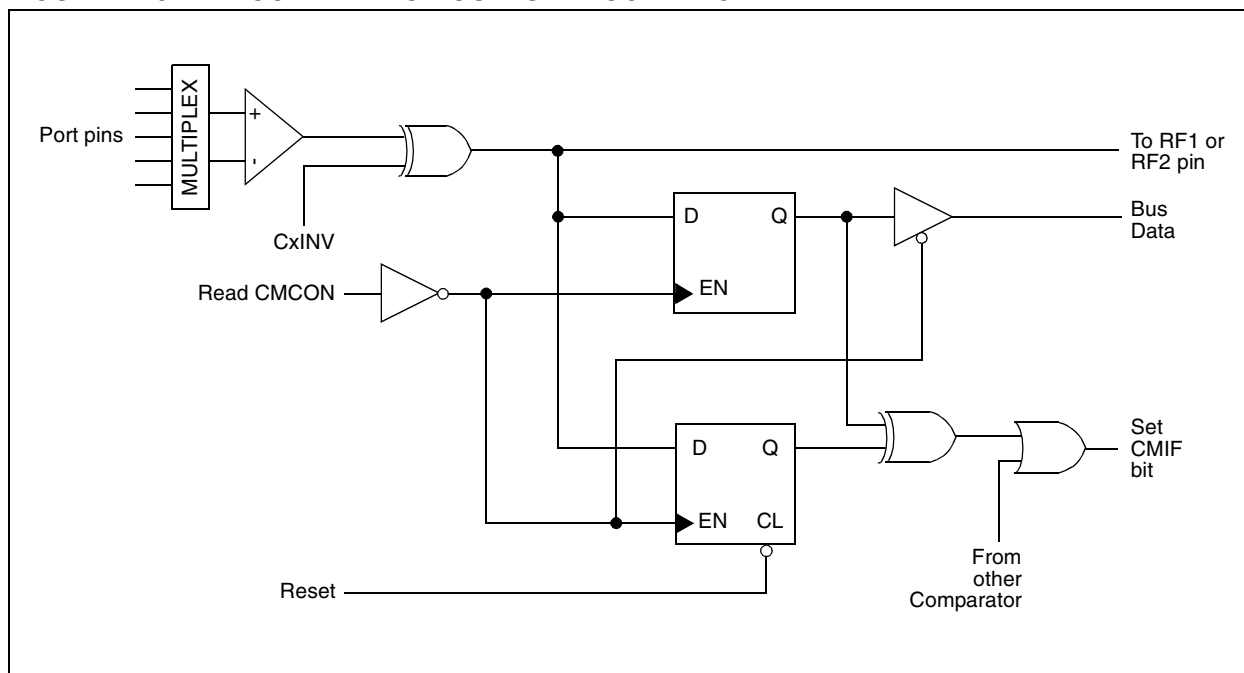 MULTIPLEX
Port pins
+
-
CxINV
To RF1 or
RF2 pin
D
Q
EN
Bus
Data
Read CMCON
D
Q
EN
CL
Set
CMIF
bit
From
other
Comparator
Reset